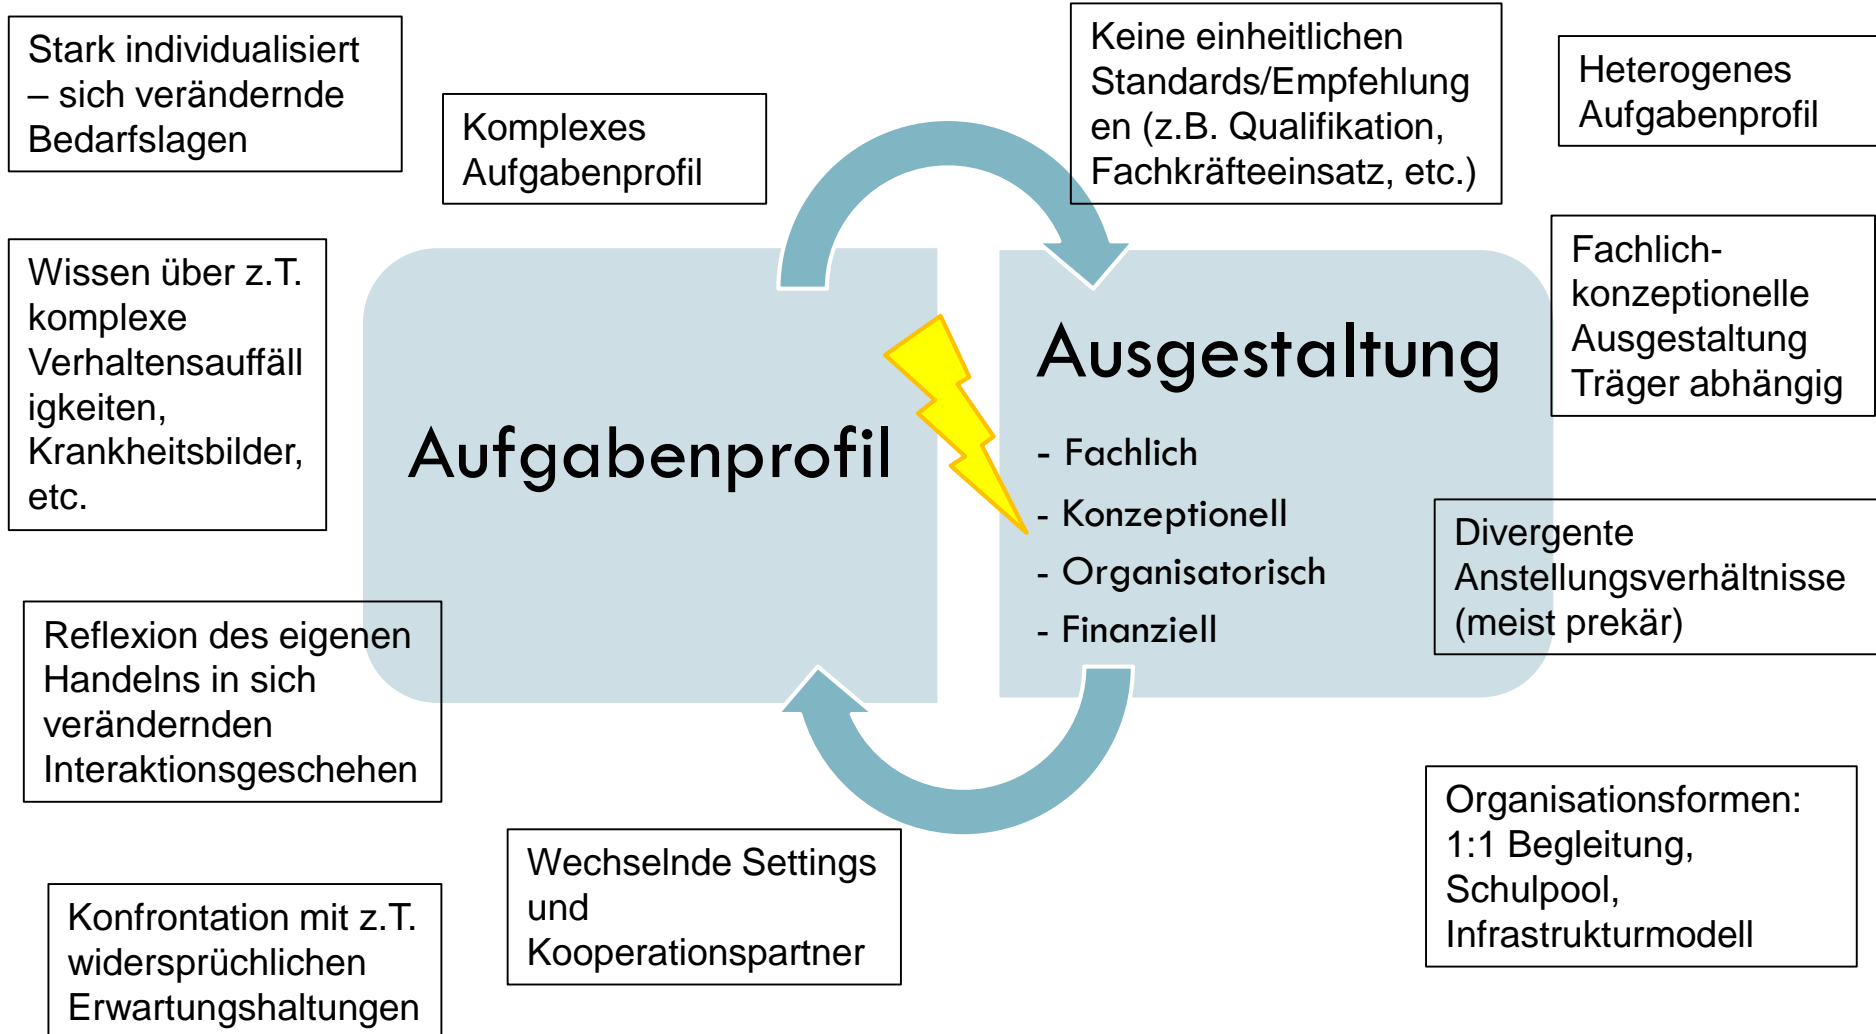 Stark individualisiert
– sich verändernde
Bedarfslagen
Komplexes
Aufgabenprofil
Keine einheitlichen
Standards/Empfehlung
en (z.B. Qualifikation,
Fachkräfteeinsatz, etc.)
Heterogenes
Aufgabenprofil
Wissen über z.T.
komplexe
Verhaltensauffäll
igkeiten,
Krankheitsbilder,
etc.
Aufgabenprofil
Ausgestaltung
- Fachlich
- Konzeptionell
- Organisatorisch
- Finanziell
Fachlich-
konzeptionelle
Ausgestaltung
Träger abhängig
Divergente
Anstellungsverhältnisse
(meist prekär)
Reflexion des eigenen
Handelns in sich
verändernden
Interaktionsgeschehen
Organisationsformen:
1:1 Begleitung,
Schulpool,
Infrastrukturmodell
Wechselnde Settings
und
Kooperationspartner
Konfrontation mit z.T.
widersprüchlichen
Erwartungshaltungen